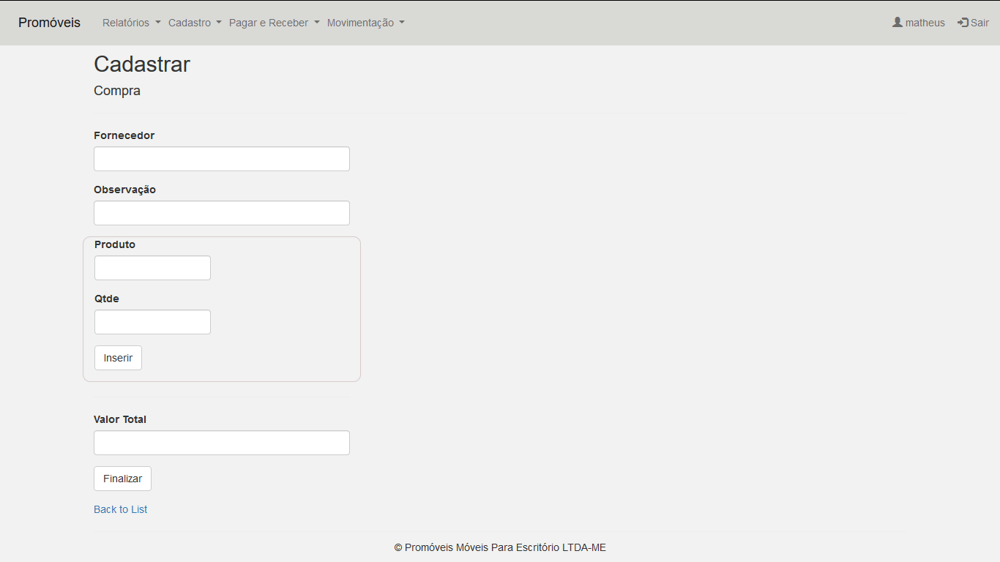 Promóveis Relatórios Cadastro Pagar e Receber Movimentação matheus Sair
Cadastrar
Compra
Fornecedor
Observação
Produto
Qtde
Inserir
Valor Total
Finalizar
Back to List
© Promóveis Móveis Para Escritório LTDA-ME